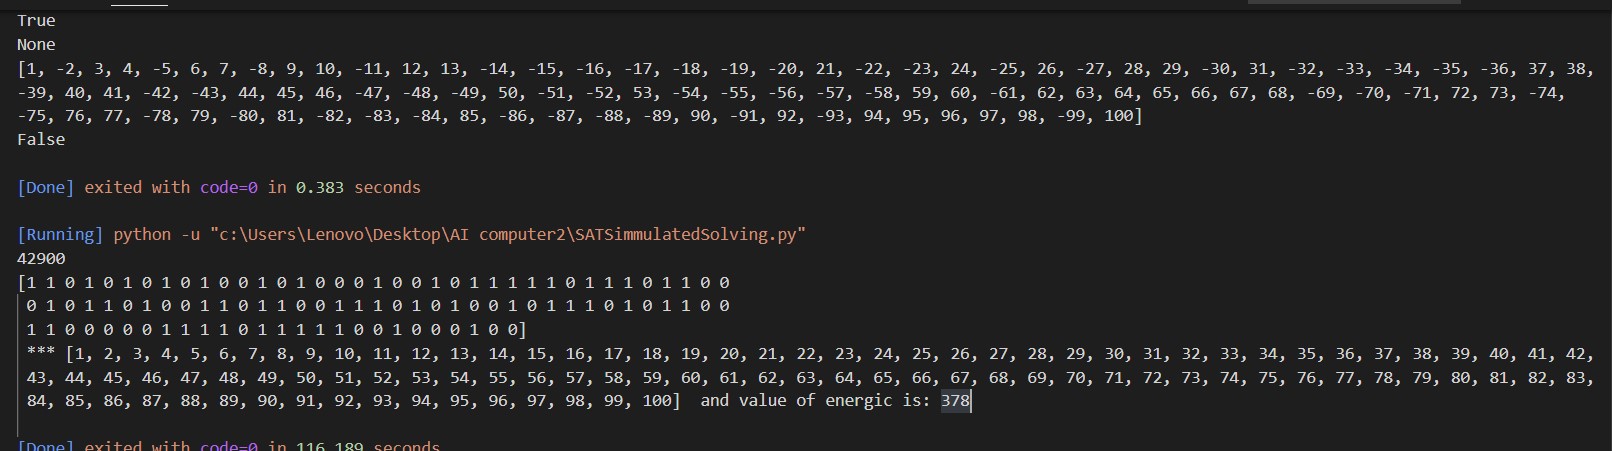 True
None
[1, -2, 3, 4, -5, 6, 7, -8, 9, 10, -11, 12, 13, -14, -15, -16, -17, -18, -19, -20, 21, -22, -23, 24, -25, 26, -27, 28, 29, -30, 31, -32, -33, -34, -35, -36, 37, 38,
-39, 40, 41, -42, -43, 44, 45, 46, -47, -48, -49, 50, -51, -52, 53, -54, -55, -56, -57, -58, 59, 60, -61, 62, 63, 64, 65, 66, 67, 68, -69, -70, -71, 72, 73, -74,
-75, 76, 77, -78, 79, -80, 81, -82, -83, -84, 85, -86, -87, -88, -89, 90, -91, 92, -93, 94, 95, 96, 97, 98, -99, 100]
False
[Done] exited with code=0 in 0.383 seconds
[Running] python -u "c:\Users\Lenovo\Desktop\AI computer2\SATSimmulatedSolving.py"
42900
[1 1 0 1 0 1 0 1 0 1 0 0 1 0 1 0 0 0 1 0 0 1 0 1 1 1 1 1 0 1 1 1 0 1 1 0 0
0 1 0 1 1 0 1 0 0 1 1 0 1 1 0 0 1 1 1 0 1 0 1 0 0 1 0 1 1 1 0 1 0 1 1 0 0
1 1 0 0 0 0 0 1 1 1 1 0 1 1 1 1 1 0 0 1 0 0 0 1 0 0]
*** [1, 2, 3, 4, 5, 6, 7, 8, 9, 10, 11, 12, 13, 14, 15, 16, 17, 18, 19, 20, 21, 22, 23, 24, 25, 26, 27, 28, 29, 30, 31, 32, 33, 34, 35, 36, 37, 38, 39, 40, 41, 42,
43, 44, 45, 46, 47, 48, 49, 50, 51, 52, 53, 54, 55, 56, 57, 58, 59, 60, 61, 62, 63, 64, 65, 66, 67, 68, 69, 70, 71, 72, 73, 74, 75, 76, 77, 78, 79, 80, 81, 82, 83,
84, 85, 86, 87, 88, 89, 90, 91, 92, 93, 94, 95, 96, 97, 98, 99, 100]  and value of energic is: 378
[Done] exited with code=0 in 116.189 seconds